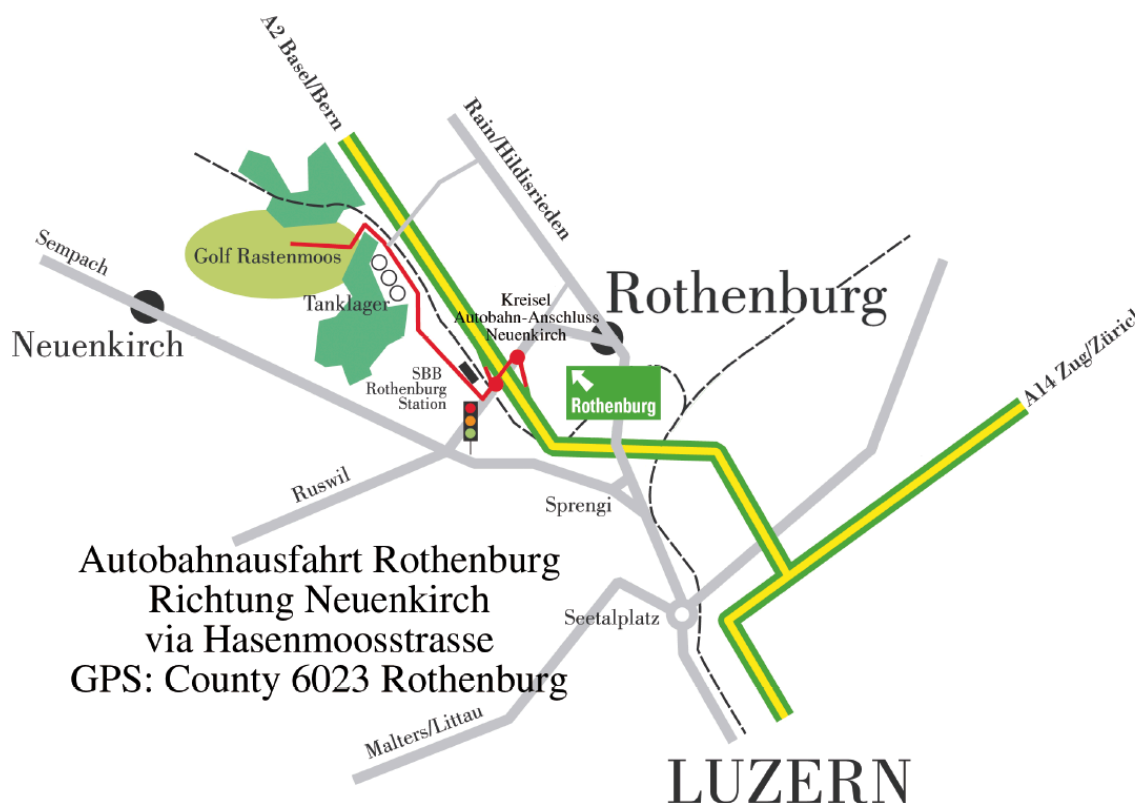 A2 Basel/Bern
Rain/Hildisrieden
Sempach
Golf Rastenmoos
Tanklager
Neuenkirch
Kreisel
Autobahn-Anschluss
Neuenkirch
Rothenburg
A14 Zug/Zürich
SBB
Rothenburg
Station
Rothenburg
Ruswil
Sprengi
Autobahnausfahrt Rothenburg
Richtung Neuenkirch
via Hasenmoosstrasse
GPS: County 6023 Rothenburg
Seetalplatz
Malters/Littau
LUZERN